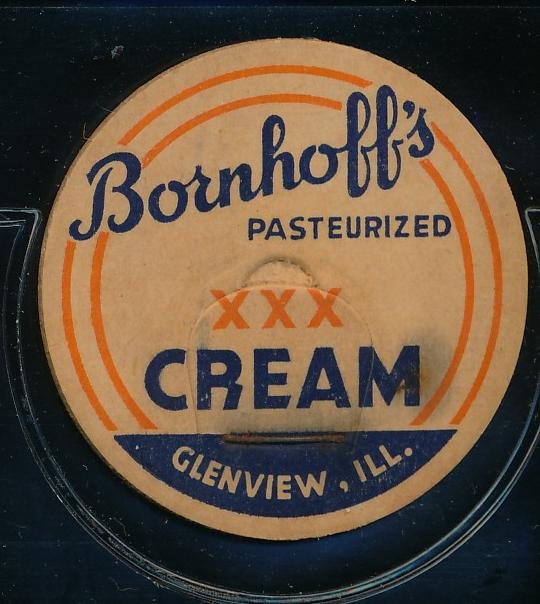 Bornhoff's
PASTEURIZED
XXX
CREAM
GLENVIEW, ILL.